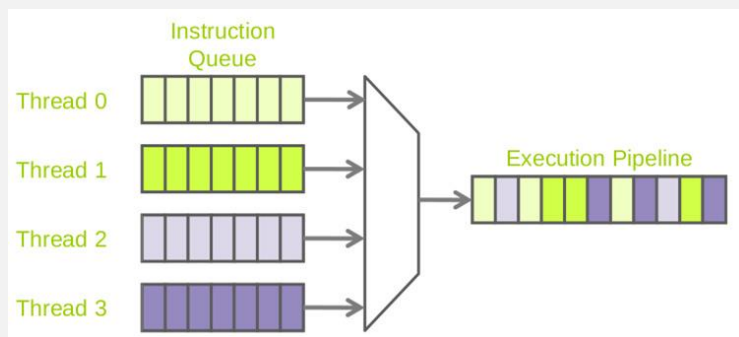 Instruction
Queue
Thread 0
Thread 1
Execution Pipeline
Thread 2
Thread 3